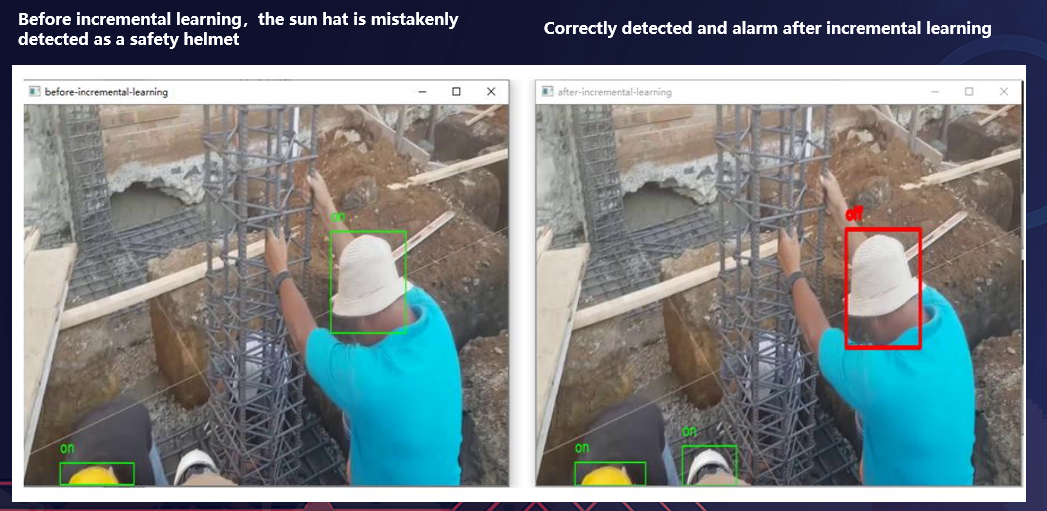 Before incremental learning, the sun hat is mistakenly
detected as a safety helmet
Correctly detected and alarm after incremental learning
before-incremental-learning
after-incremental-learning
on
on
off
on
on